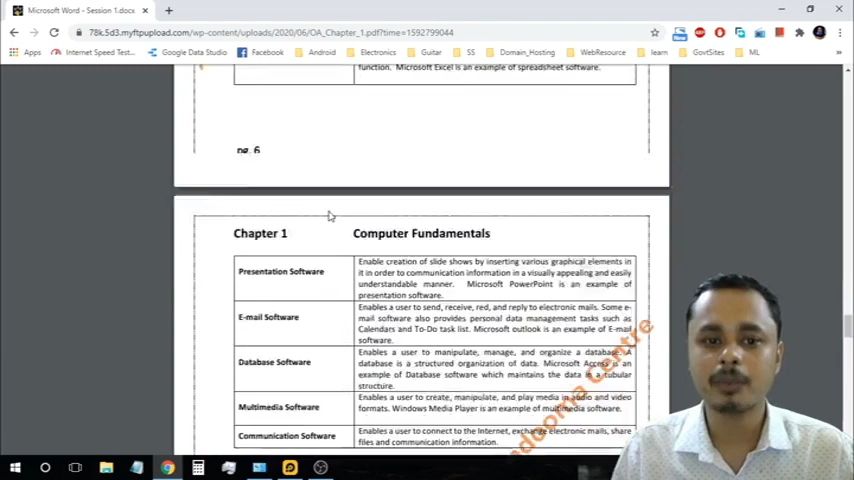 Microsoft Word - Session 1.docx
78k.5d3.myftpupload.com/wp-content/uploads/2020/06/OA_Chapter_1.pdf?time=1592799044
Apps Internet Speed Test... Google Data Studio Facebook Android Electronics Guitar SS Domain_Hosting WebResource learn GovtSites ML
function. Microsoft Excel is an example of spreadsheet software.
pg. 6
Chapter 1 Computer Fundamentals
Presentation Software
Enable creation of slide shows by inserting various graphical elements in
it in order to communication information in a visually appealing and easily
understandable manner. Microsoft PowerPoint is an example of
presentation software.
E-mail Software
Enables a user to send, receive, red, and reply to electronic mails. Some e-
mail software also provides personal data management tasks such as
Calendars and To-Do task list. Microsoft outlook is an example of E-mail
software.
Database Software
Enables a user to manipulate, manage, and organize a database. A
database is a structured organization of data. Microsoft Access is an
example of Database software which maintains the data in a tubular
structure.
Multimedia Software
Enables a user to create, manipulate, and play media in audio and video
formats. Windows Media Player is an example of multimedia software.
Communication Software
Enables a user to connect to the Internet, exchange electronic mails, share
files and communication information.
Centre